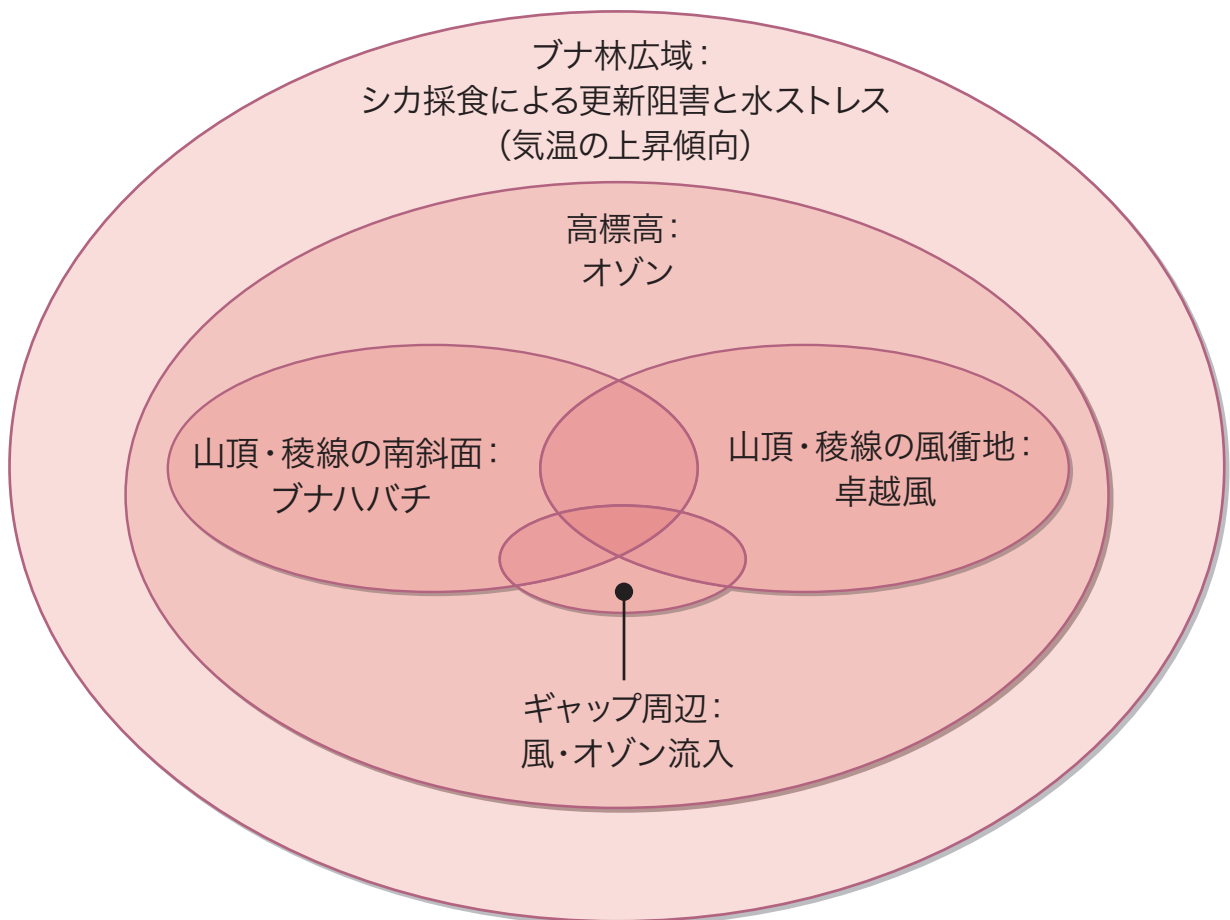 ブナ林広域：
シカ採食による更新阻害と水ストレス
（気温の上昇傾向）
高標高：
オゾン
山頂・稜線の南斜面：
ブナハバチ
山頂・稜線の風衝地：
卓越風
ギャップ周辺：
風・オゾン流入